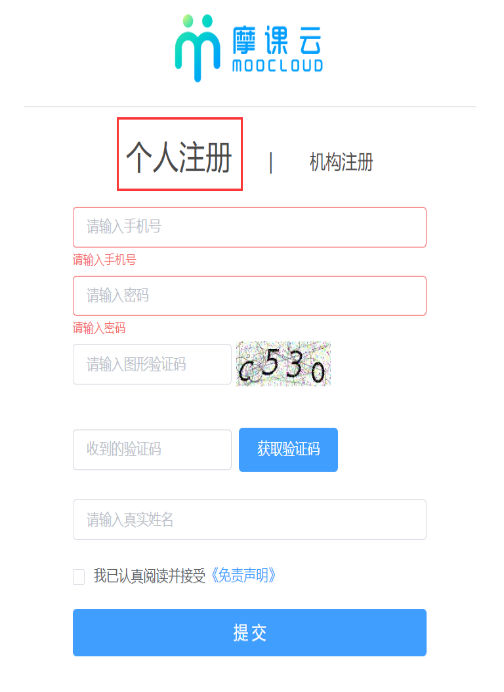 摩课云
MOOCLOUD
个人注册 | 机构注册
请输入手机号
请输入手机号
请输入密码
请输入密码
请输入图形验证码 c530
收到的验证码 获取验证码
请输入真实姓名
我已认真阅读并接受《免责声明》
提交